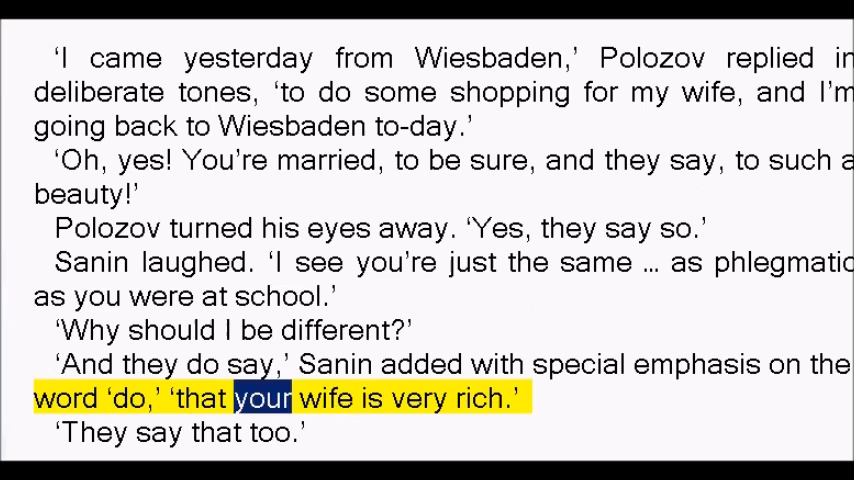 ‘I came yesterday from Wiesbaden,’ Polozov replied in
deliberate tones, ‘to do some shopping for my wife, and I’m
going back to Wiesbaden to-day.’
‘Oh, yes! You’re married, to be sure, and they say, to such a
beauty!’
Polozov turned his eyes away. ‘Yes, they say so.’
Sanin laughed. ‘I see you’re just the same ... as phlegmatic
as you were at school.’
‘Why should I be different?’
‘And they do say,’ Sanin added with special emphasis on the
word ‘do,’ ‘that your wife is very rich.’
‘They say that too.’